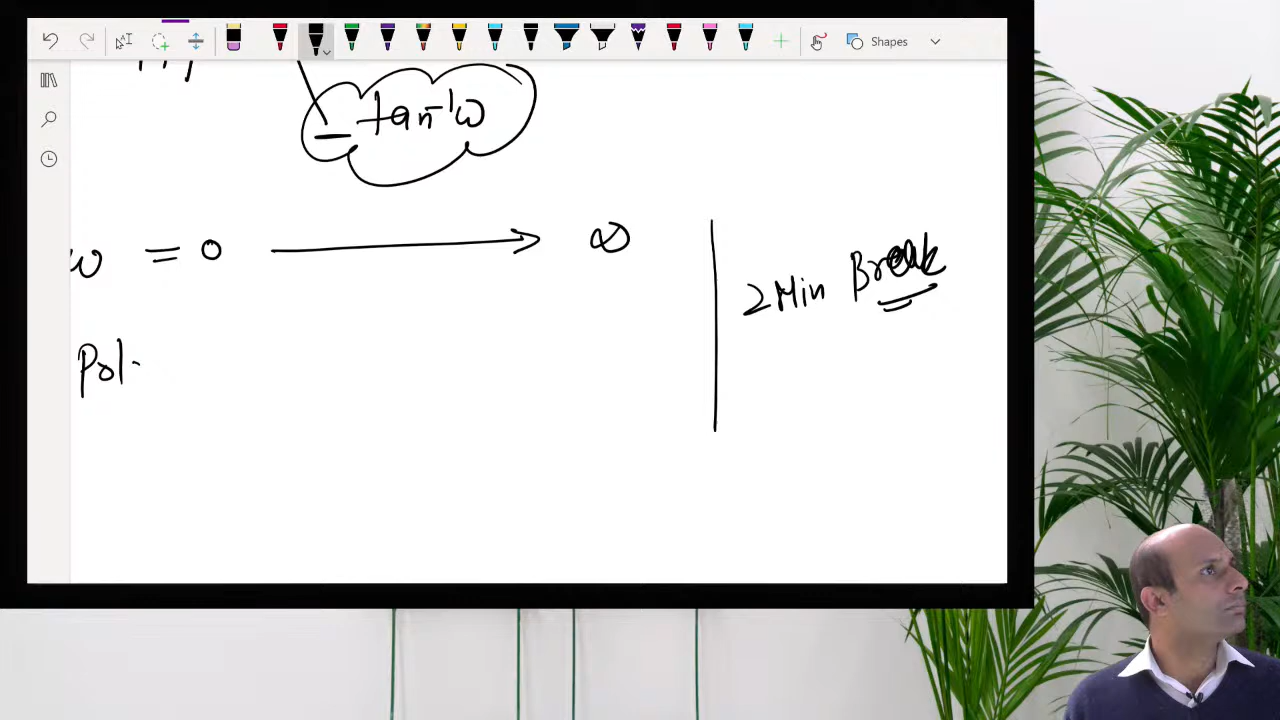 Shapes
– tan⁻¹ω
ω = 0 ⟶ ∞
2 Min Break
Pol·